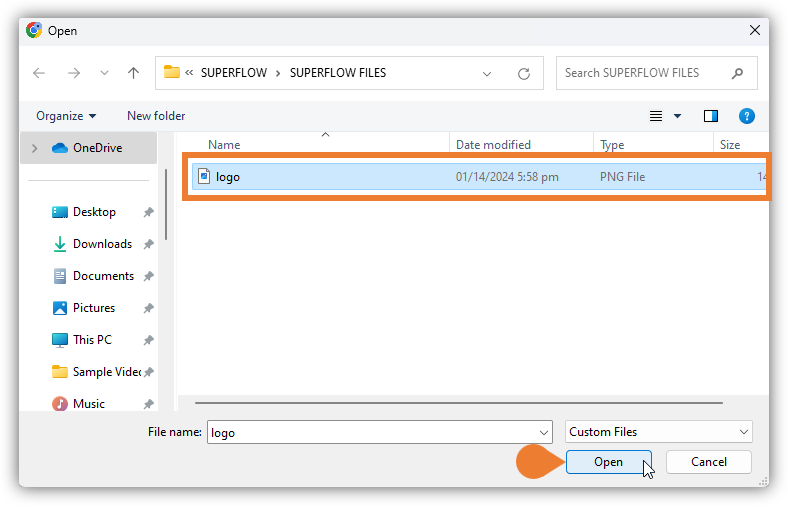 Open
SUPERFLOW > SUPERFLOW FILES
Search SUPERFLOW FILES
Organize New folder
Name Date modified Type Size
OneDrive
logo 01/14/2024 5:58 pm PNG File 14
Desktop
Downloads
Documents
Pictures
This PC
Sample Videc
Music
File name: logo Custom Files
Open Cancel